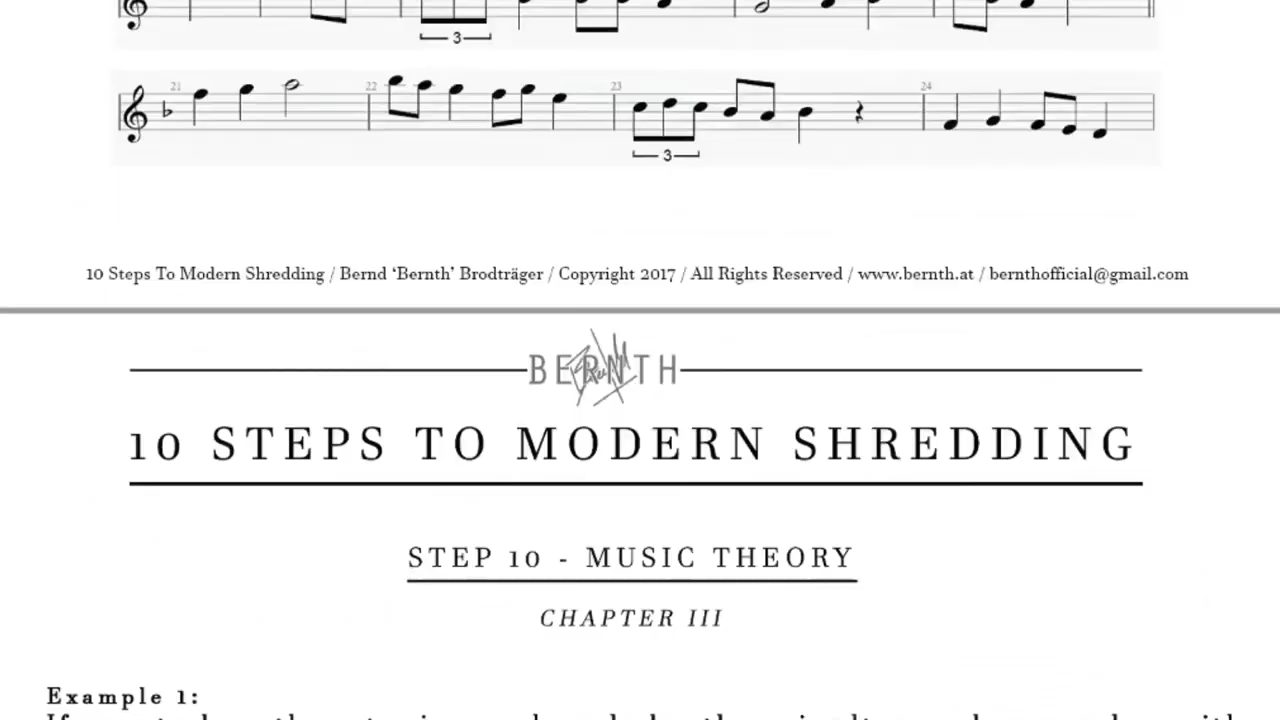 3
21
22
23
24
3
10 Steps To Modern Shredding / Bernd ‘Bernth’ Brodträger / Copyright 2017 / All Rights Reserved / www.bernth.at / bernthofficial@gmail.com
BERNTH
10 STEPS TO MODERN SHREDDING
STEP 10 - MUSIC THEORY
CHAPTER III
Example 1: